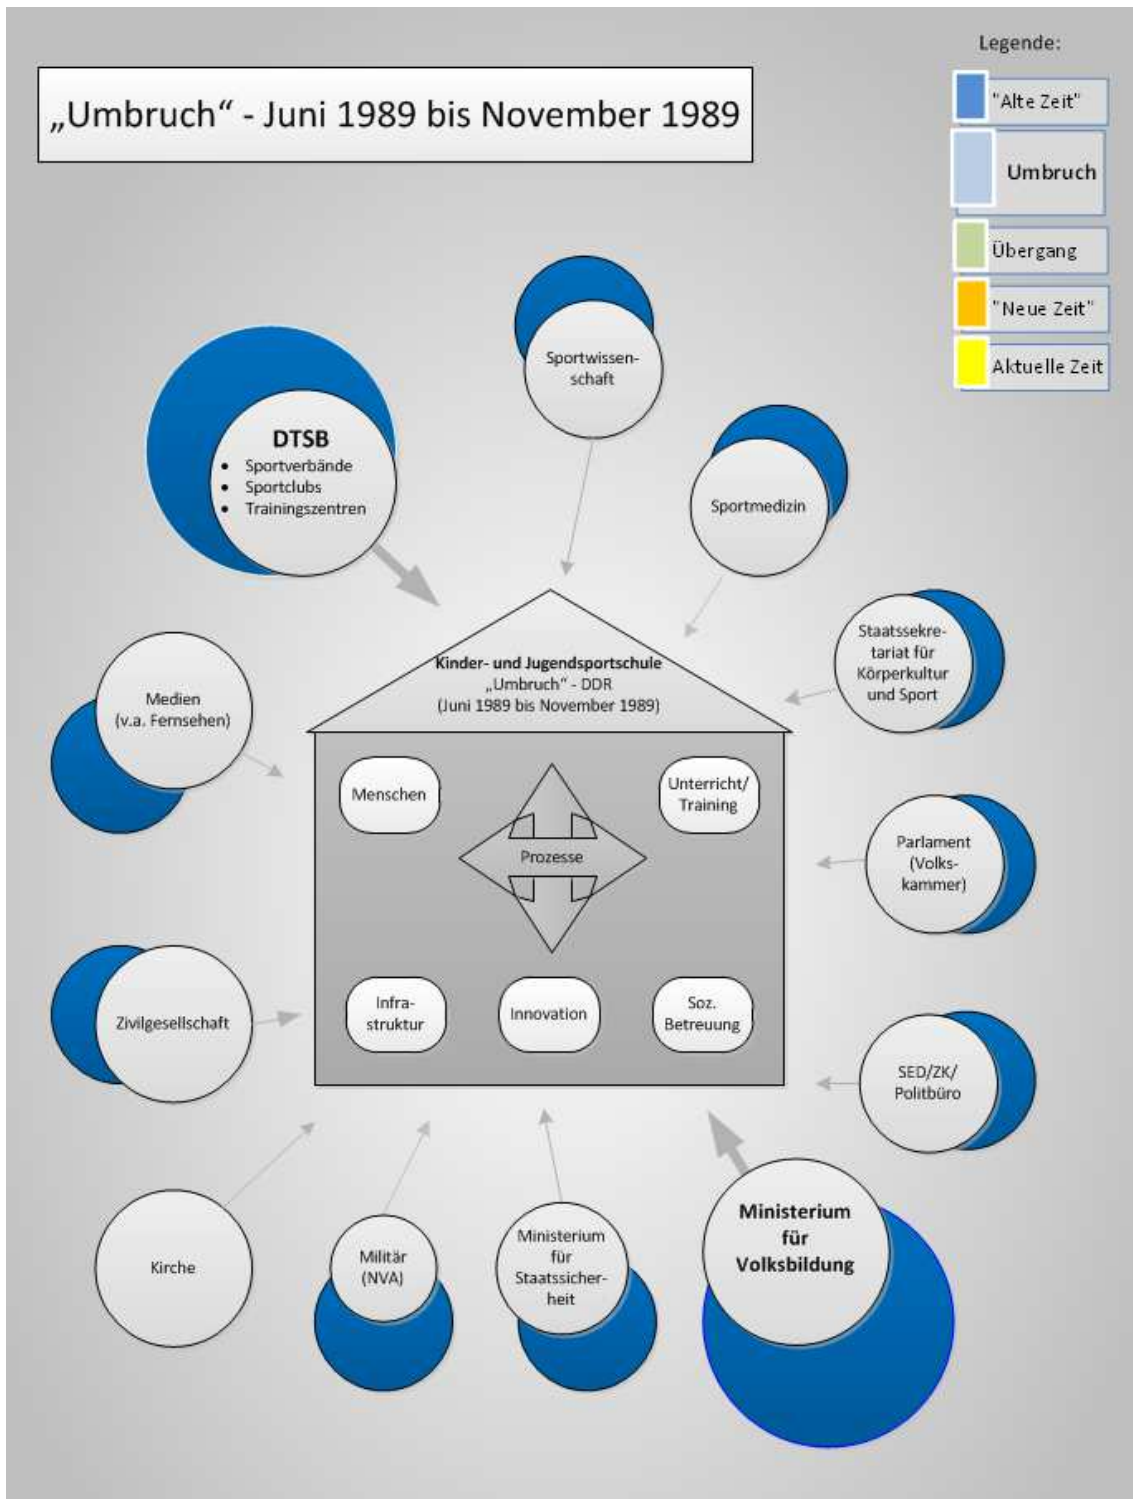 Legende:
"Alte Zeit"
Umbruch
Übergang
"Neue Zeit"
Aktuelle Zeit
„Umbruch“ - Juni 1989 bis November 1989
Sportwissen-
schaft
DTSB
• Sportverbände
• Sportclubs
• Trainingszentren
Sportmedizin
Staatssekre-
tariat für
Körperkultur
und Sport
Kinder- und Jugendsportschule
„Umbruch“ - DDR
(Juni 1989 bis November 1989)
Medien
(v.a. Fernsehen)
Menschen
Unterricht/
Training
Prozesse
Parlament
(Volks-
kammer)
Zivilgesellschaft
Infra-
struktur
Innovation
Soz.
Betreuung
SED/ZK/
Politbüro
Kirche
Militär
(NVA)
Ministerium
für
Staatssicher-
heit
Ministerium
für
Volksbildung